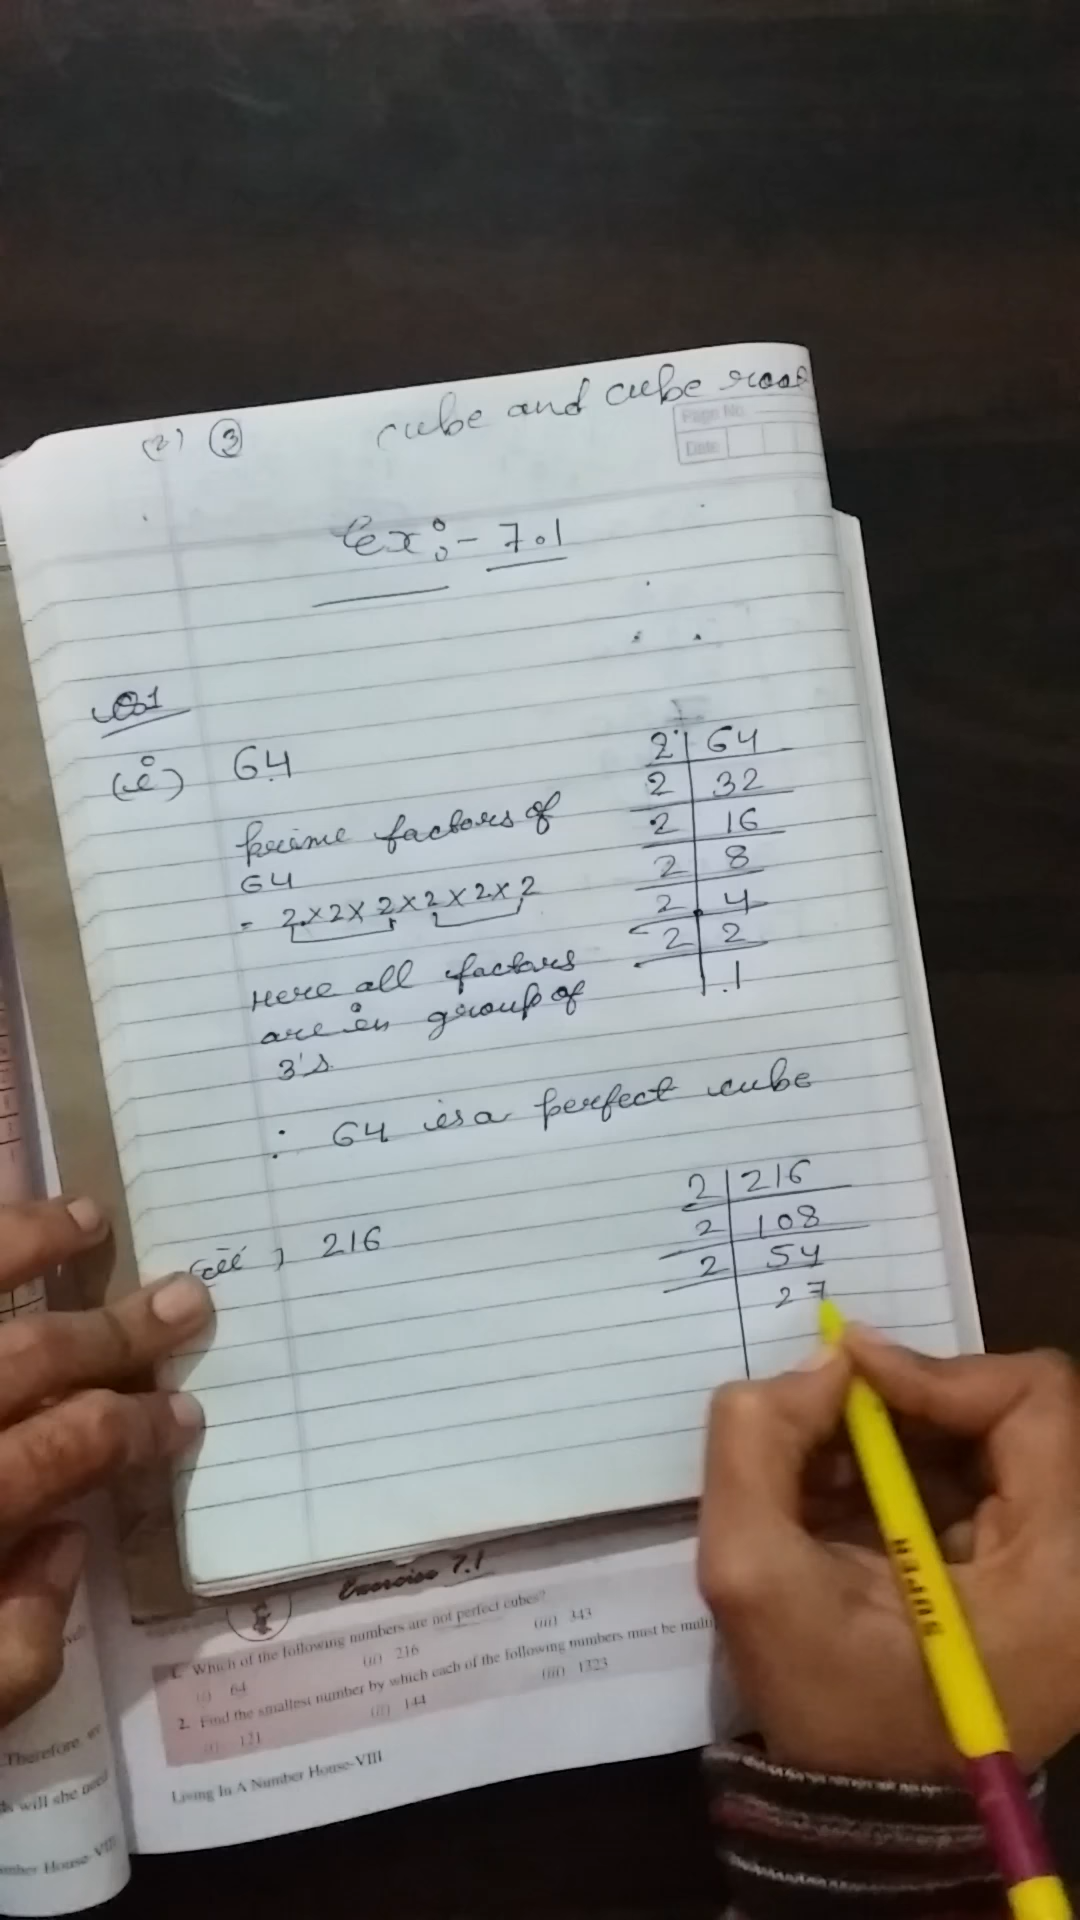 (2) ③ cube and cube root
Page No.
Date
Ex:- 7.1
Q1
(i) 64
prime factors of
64
= 2×2×2×2×2×2
Here all factors
are in group of
3's
∴ 64 is a perfect cube
2 | 64
2 | 32
2 | 16
2 | 8
2 | 4
2 | 2
1
(ii) 216
2 | 216
2 | 108
2 | 54
27
SUPER
Exercise 7.1
1. Which of the following numbers are not perfect cubes?
(i) 64 (ii) 216 (iii) 343
2. Find the smallest number by which each of the following numbers must be multi
(i) 121 (ii) 144 (iii) 1323
Living In A Number House-VIII
Therefore
will she need
House-VIII